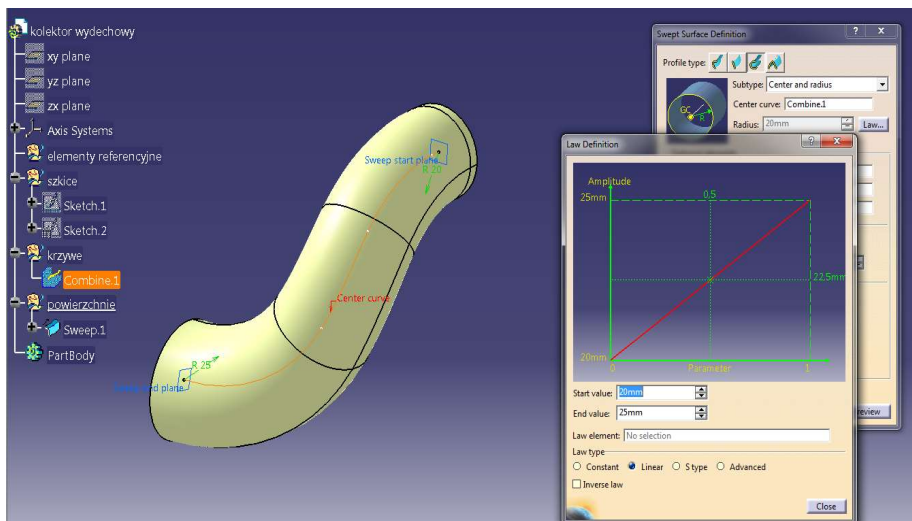 kolektor wydechowy
xy plane
yz plane
zx plane
Axis Systems
elementy referencyjne
szkice
Sketch.1
Sketch.2
krzywe
Combine.1
powierzchnie
Sweep.1
PartBody
Sweep start plane
R 20
Center curve
R 25
end plane
Swept Surface Definition
Profile type:
Subtype: Center and radius
Center curve: Combine.1
Radius: 20mm Law...
GC
R
Law Definition
Amplitude
25mm
0,5
22,5mm
20mm
0
Parameter
1
Start value: 20mm
End value: 25mm
Law element: No selection
Law type
Constant Linear S type Advanced
Inverse law
Close
review